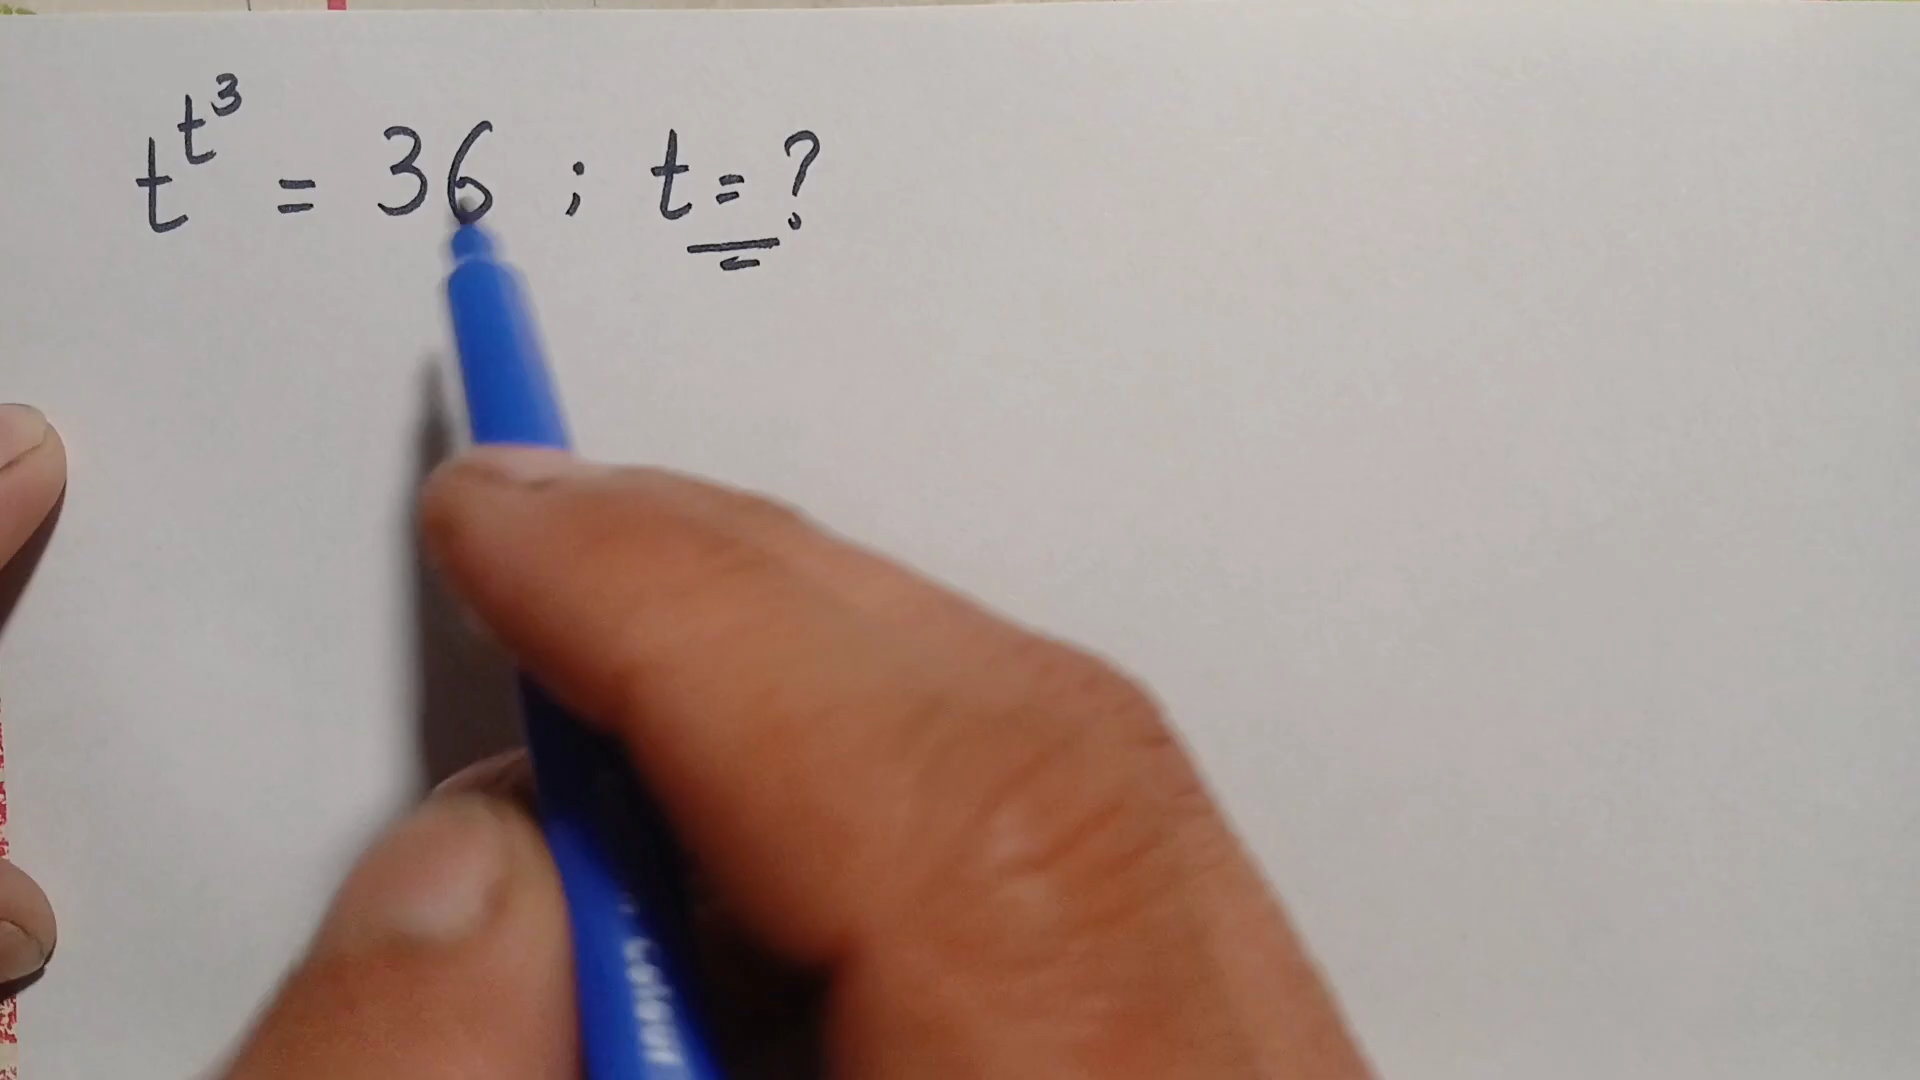 t^t^3 = 36 ; t = ?